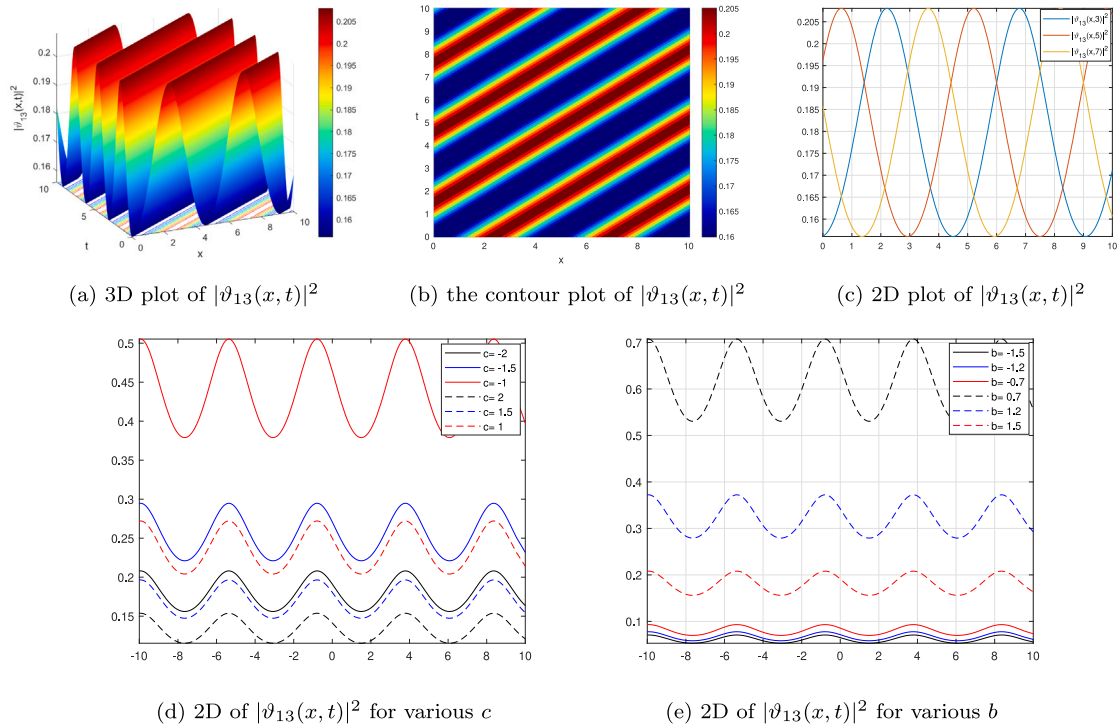 |ϑ13(x,t)|²
0.2
0.19
0.18
0.17
0.16
10
5
0
t
0
2
4
6
8
10
x
0.205
0.2
0.195
0.19
0.185
0.18
0.175
0.17
0.165
0.16
(a) 3D plot of |ϑ13(x, t)|²
10
9
8
7
6
5
4
3
2
1
0
t
0 2 4 6 8 10
x
0.205
0.2
0.195
0.19
0.185
0.18
0.175
0.17
0.165
0.16
(b) the contour plot of |ϑ13(x, t)|²
0.205
0.2
0.195
0.19
0.185
0.18
0.175
0.17
0.165
0.16
0 1 2 3 4 5 6 7 8 9 10
|ϑ13(x,3)|²
|ϑ13(x,5)|²
|ϑ13(x,7)|²
(c) 2D plot of |ϑ13(x, t)|²
0.5
0.45
0.4
0.35
0.3
0.25
0.2
0.15
-10 -8 -6 -4 -2 0 2 4 6 8 10
c= -2
c= -1.5
c= -1
c= 2
c= 1.5
c= 1
(d) 2D of |ϑ13(x, t)|² for various c
0.7
0.6
0.5
0.4
0.3
0.2
0.1
-10 -8 -6 -4 -2 0 2 4 6 8 10
b= -1.5
b= -1.2
b= -0.7
b= 0.7
b= 1.2
b= 1.5
(e) 2D of |ϑ13(x, t)|² for various b